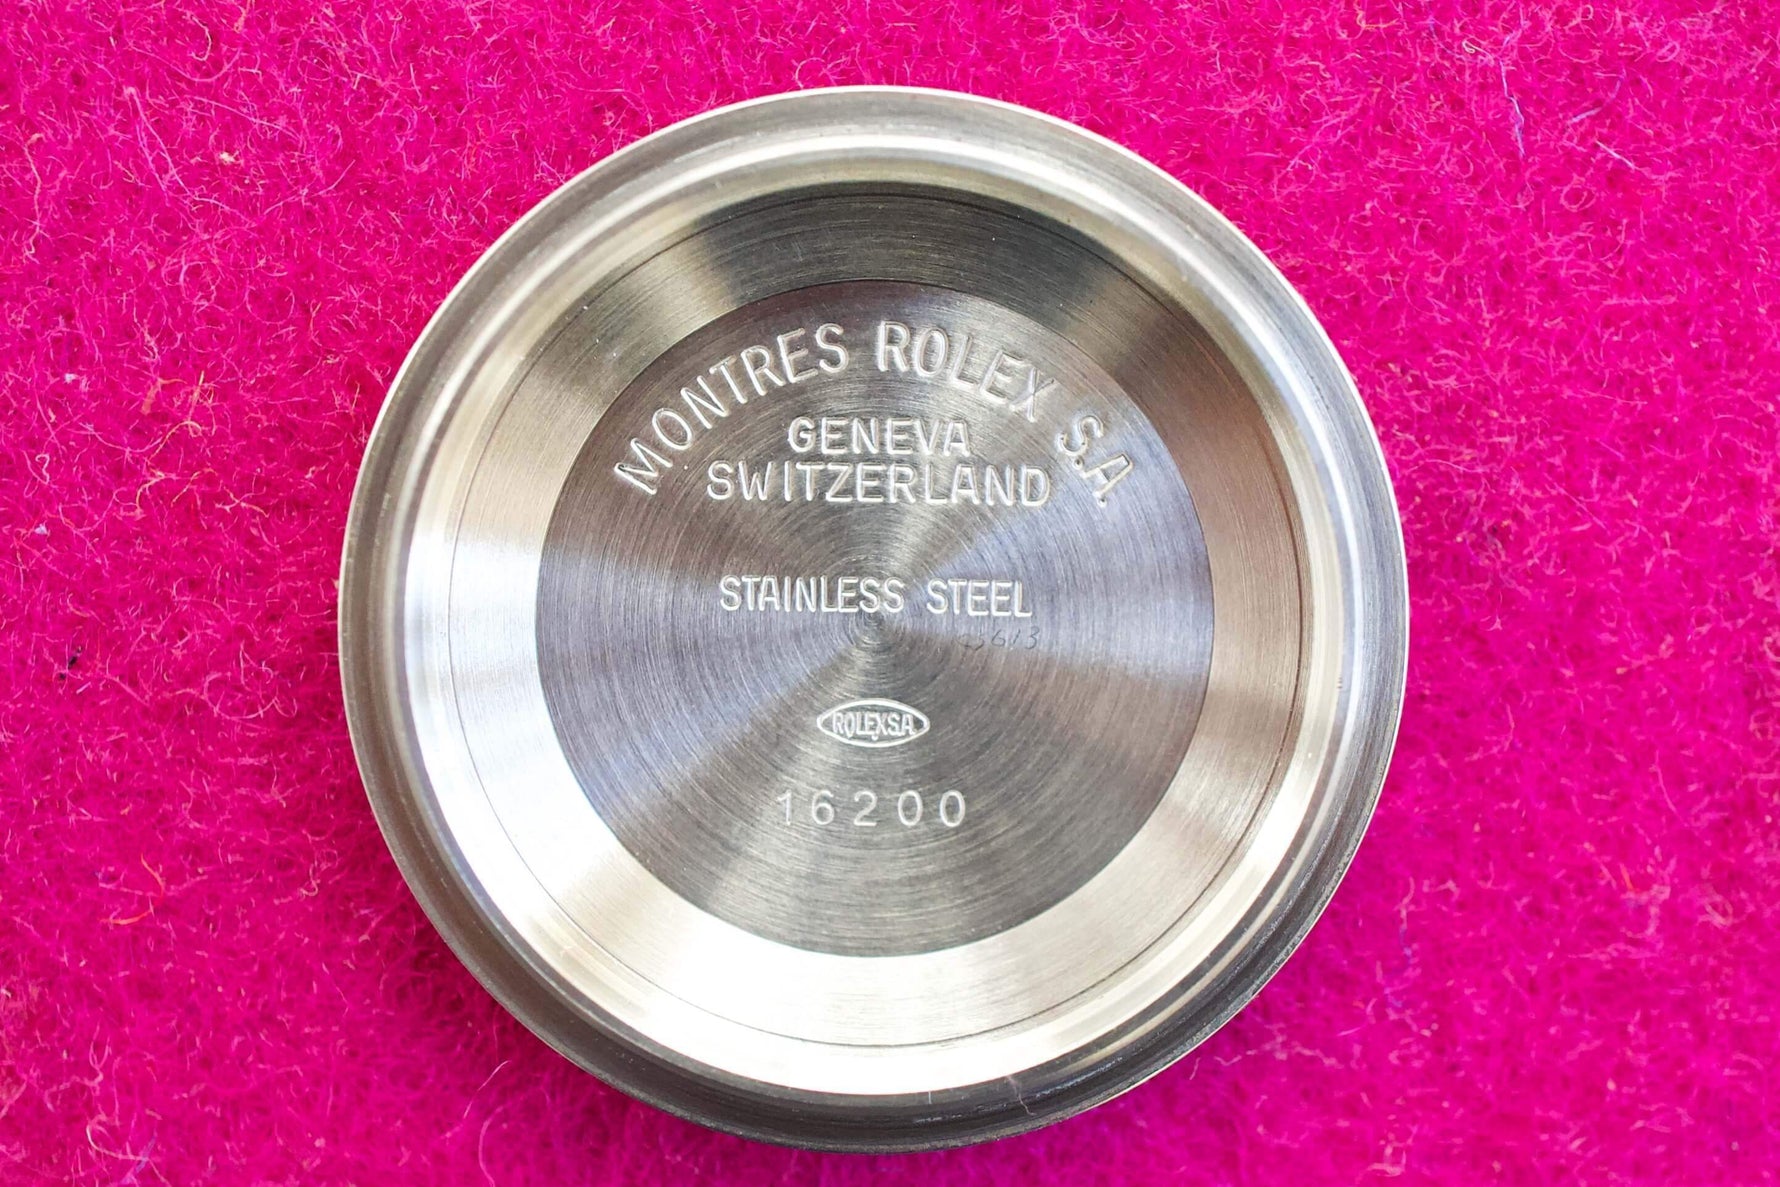 MONTRES ROLEX S.A.
GENEVA
SWITZERLAND
STAINLESS STEEL
ROLEX S.A.
16200